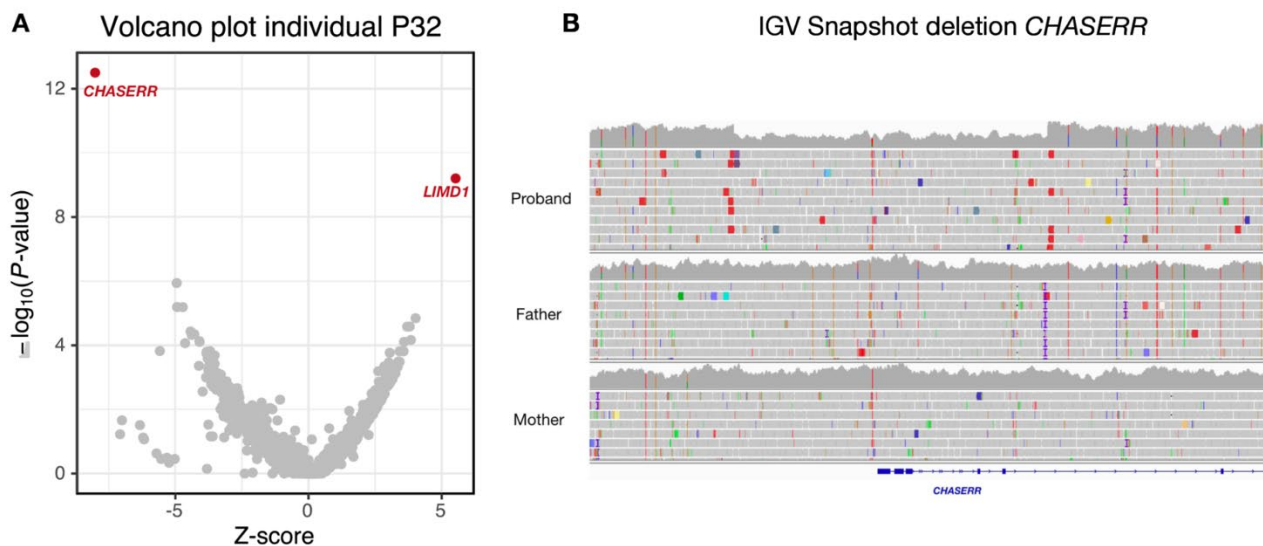 A
Volcano plot individual P32
− log10(P-value)
12
8
4
0
CHASERR
LIMD1
-5
0
5
Z-score
B
IGV Snapshot deletion CHASERR
Proband
Father
Mother
CHASERR